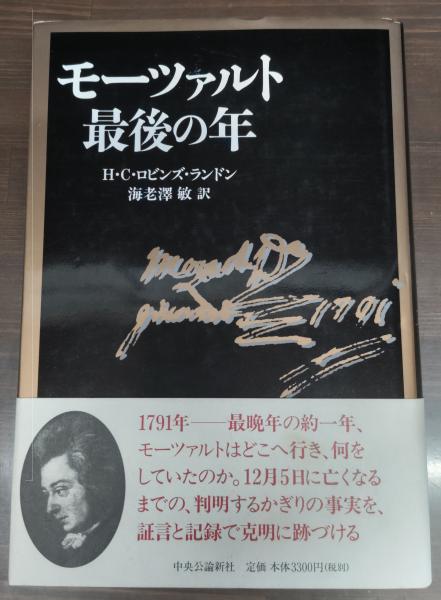 モーツァルト
最後の年
H・C・ロビンズ・ランドン
海老澤 敏 訳
1791
1791年――最晩年の約一年、
モーツァルトはどこへ行き、何を
していたのか。12月5日に亡くなる
までの、判明するかぎりの事実を、
証言と記録で克明に跡づける
中央公論新社 定価 本体3300円(税別)